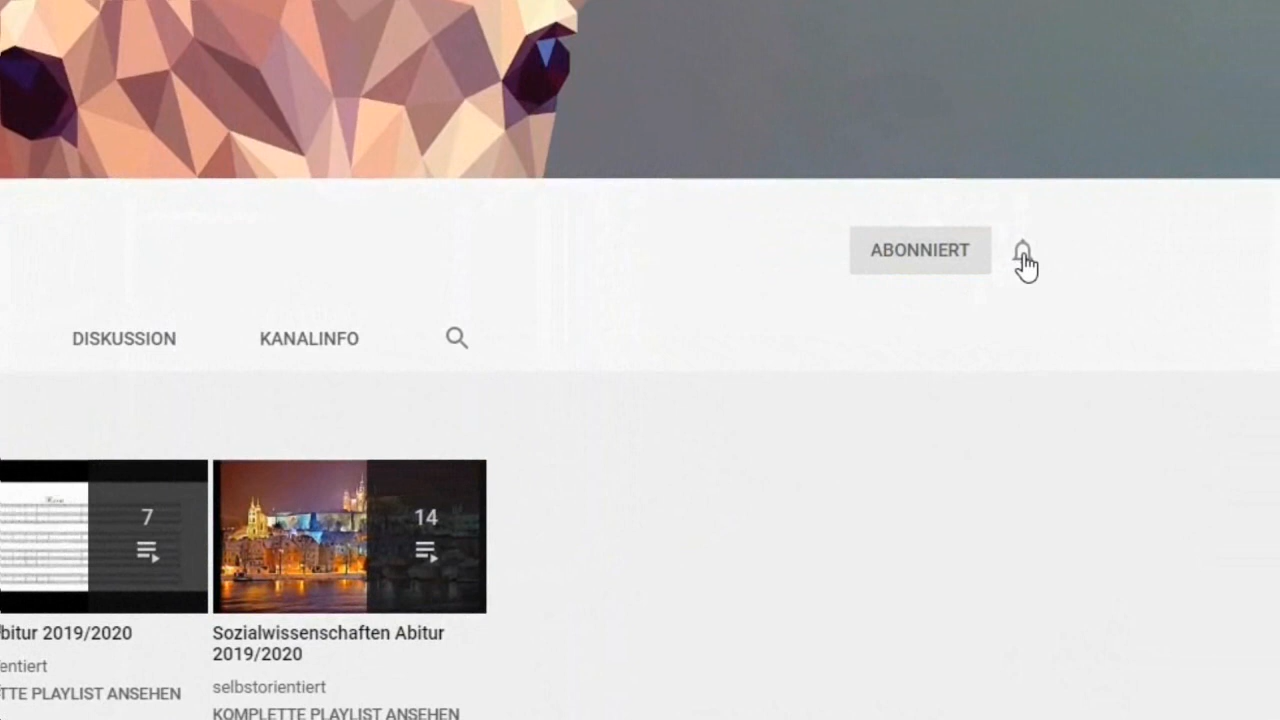 ABONNIERT
DISKUSSION
KANALINFO
7
14
bitur 2019/2020
Sozialwissenschaften Abitur
2019/2020
entiert
selbstorientiert
TTE PLAYLIST ANSEHEN
KOMPLETTE PLAYLIST ANSEHEN